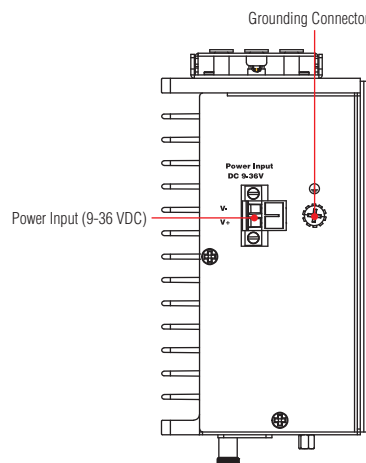 Grounding Connector
Power Input
DC 9-36V
V-
V+
Power Input (9-36 VDC)